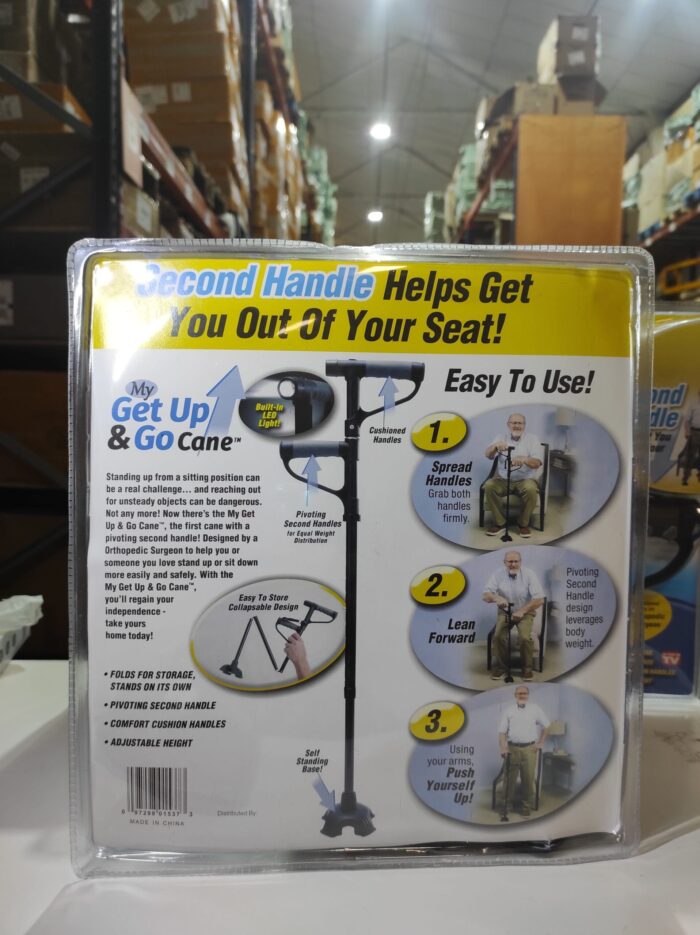 Second Handle Helps Get
You Out Of Your Seat!
My
Get Up
& Go Cane™
Built-in
LED
Light!
Cushioned
Handles
Pivoting
Second Handles
for Equal Weight
Distribution
Standing up from a sitting position can
be a real challenge... and reaching out
for unsteady objects can be dangerous.
Not any more! Now there's the My Get
Up & Go Cane™, the first cane with a
pivoting second handle! Designed by a
Orthopedic Surgeon to help you or
someone you love stand up or sit down
more easily and safely. With the
My Get Up & Go Cane™,
you'll regain your
independence -
take yours
home today!
Easy To Store
Collapsable Design
• FOLDS FOR STORAGE,
STANDS ON ITS OWN
• PIVOTING SECOND HANDLE
• COMFORT CUSHION HANDLES
• ADJUSTABLE HEIGHT
Self
Standing
Base!
MADE IN CHINA
Distributed By:
Easy To Use!
1.
Spread
Handles
Grab both
handles
firmly.
2.
Lean
Forward
Pivoting
Second
Handle
design
leverages
body
weight.
3.
Using
your arms,
Push
Yourself
Up!